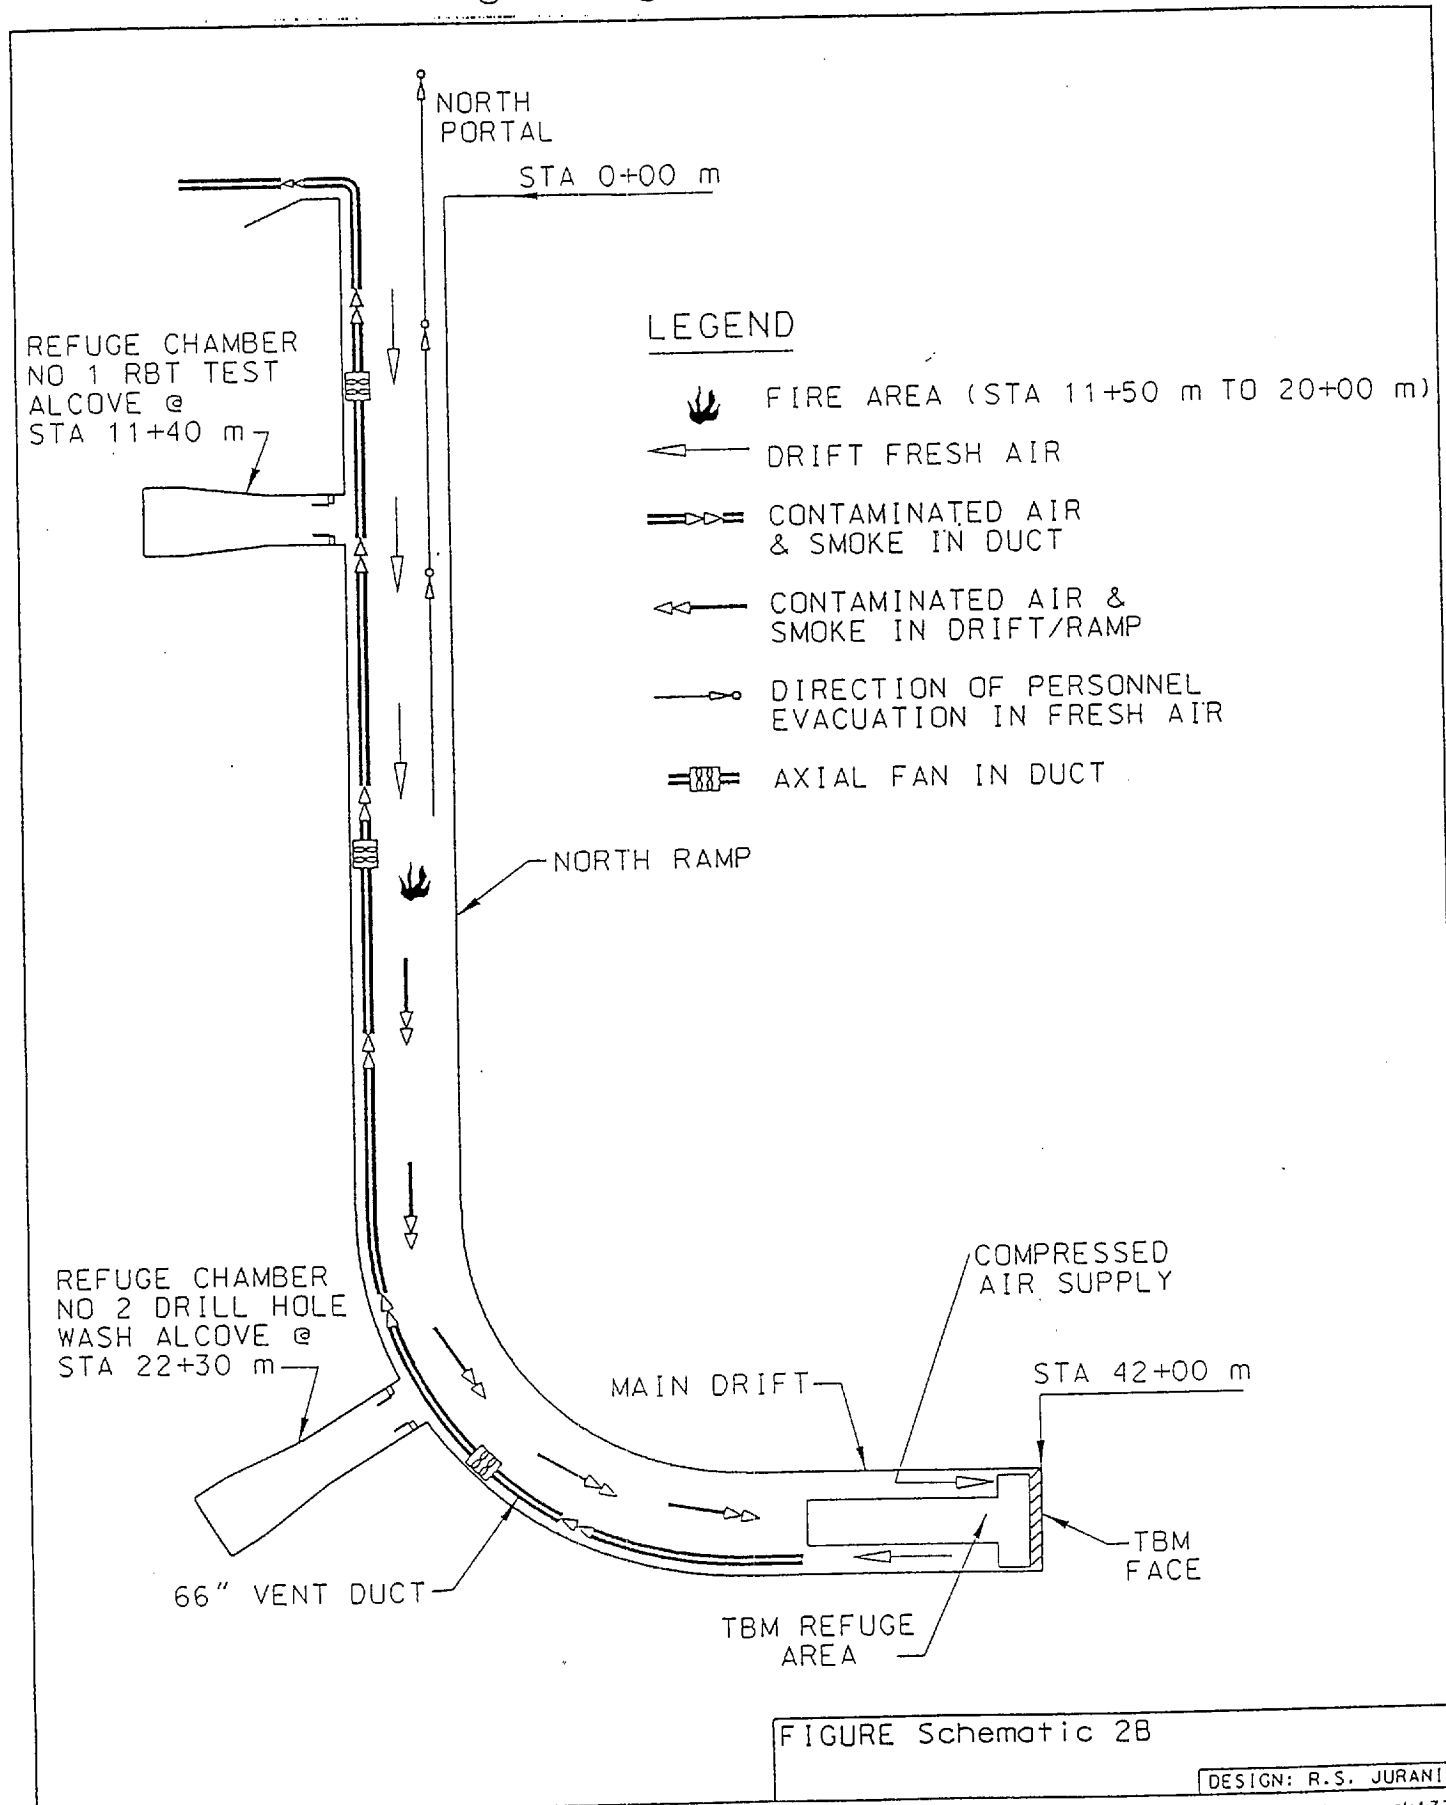 NORTH
PORTAL
STA 0+00 m
REFUGE CHAMBER
NO 1 RBT TEST
ALCOVE @
STA 11+40 m
LEGEND
FIRE AREA (STA 11+50 m TO 20+00 m)
DRIFT FRESH AIR
CONTAMINATED AIR
& SMOKE IN DUCT
CONTAMINATED AIR &
SMOKE IN DRIFT/RAMP
DIRECTION OF PERSONNEL
EVACUATION IN FRESH AIR
AXIAL FAN IN DUCT
NORTH RAMP
REFUGE CHAMBER
NO 2 DRILL HOLE
WASH ALCOVE @
STA 22+30 m
COMPRESSED
AIR SUPPLY
MAIN DRIFT
STA 42+00 m
TBM
FACE
66" VENT DUCT
TBM REFUGE
AREA
FIGURE Schematic 2B
DESIGN: R.S. JURANI